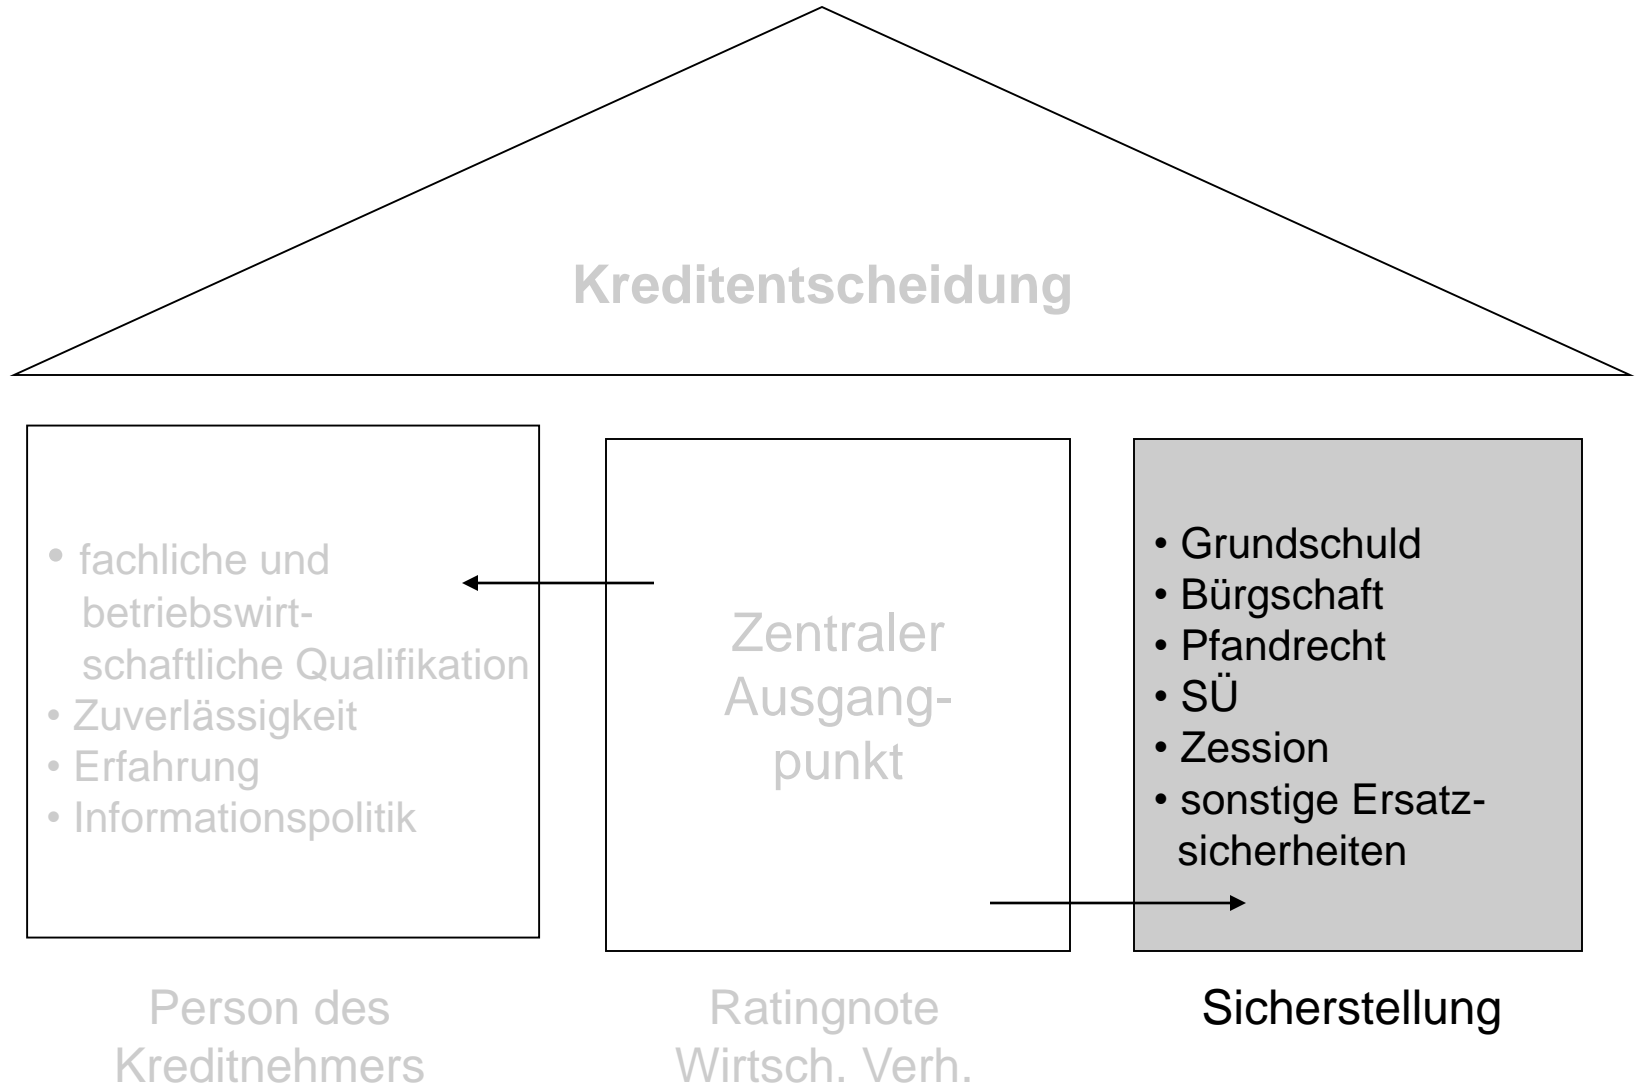 Kreditentscheidung
• fachliche und
betriebswirt-
schaftliche Qualifikation
• Zuverlässigkeit
• Erfahrung
• Informationspolitik
Person des
Kreditnehmers
Zentraler
Ausgang-
punkt
Ratingnote
Wirtsch. Verh.
• Grundschuld
• Bürgschaft
• Pfandrecht
• SÜ
• Zession
• sonstige Ersatz-
sicherheiten
Sicherstellung